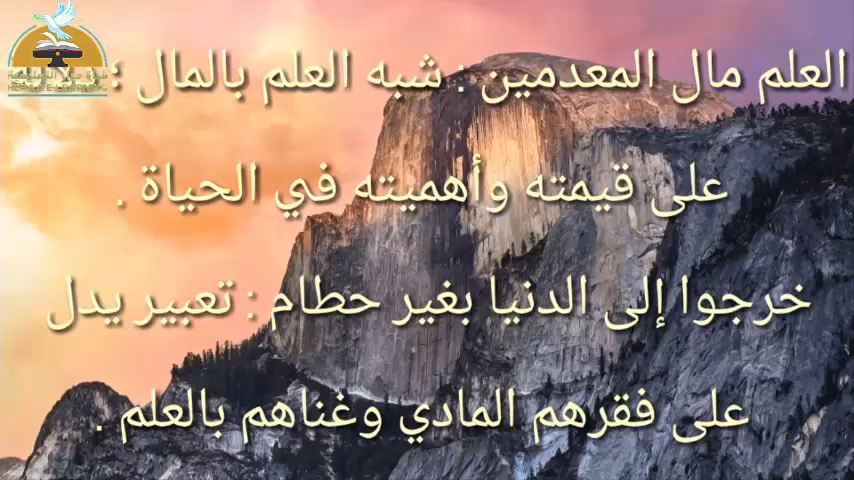 العلم مال المعدمين : شبه العلم بالمال ؛
على قيمته وأهميته في الحياة .
خرجوا إلى الدنيا بغير حطام : تعبير يدل
على فقرهم المادي وغناهم بالعلم .